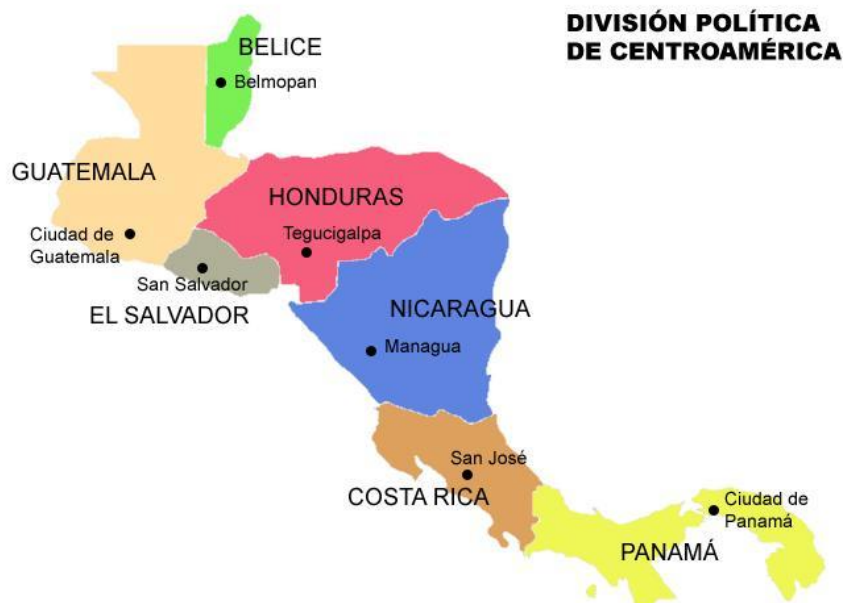 DIVISIÓN POLÍTICA
DE CENTROAMÉRICA
BELICE
Belmopan
GUATEMALA
Ciudad de
Guatemala
HONDURAS
Tegucigalpa
San Salvador
EL SALVADOR
NICARAGUA
Managua
San José
COSTA RICA
Ciudad de
Panamá
PANAMÁ